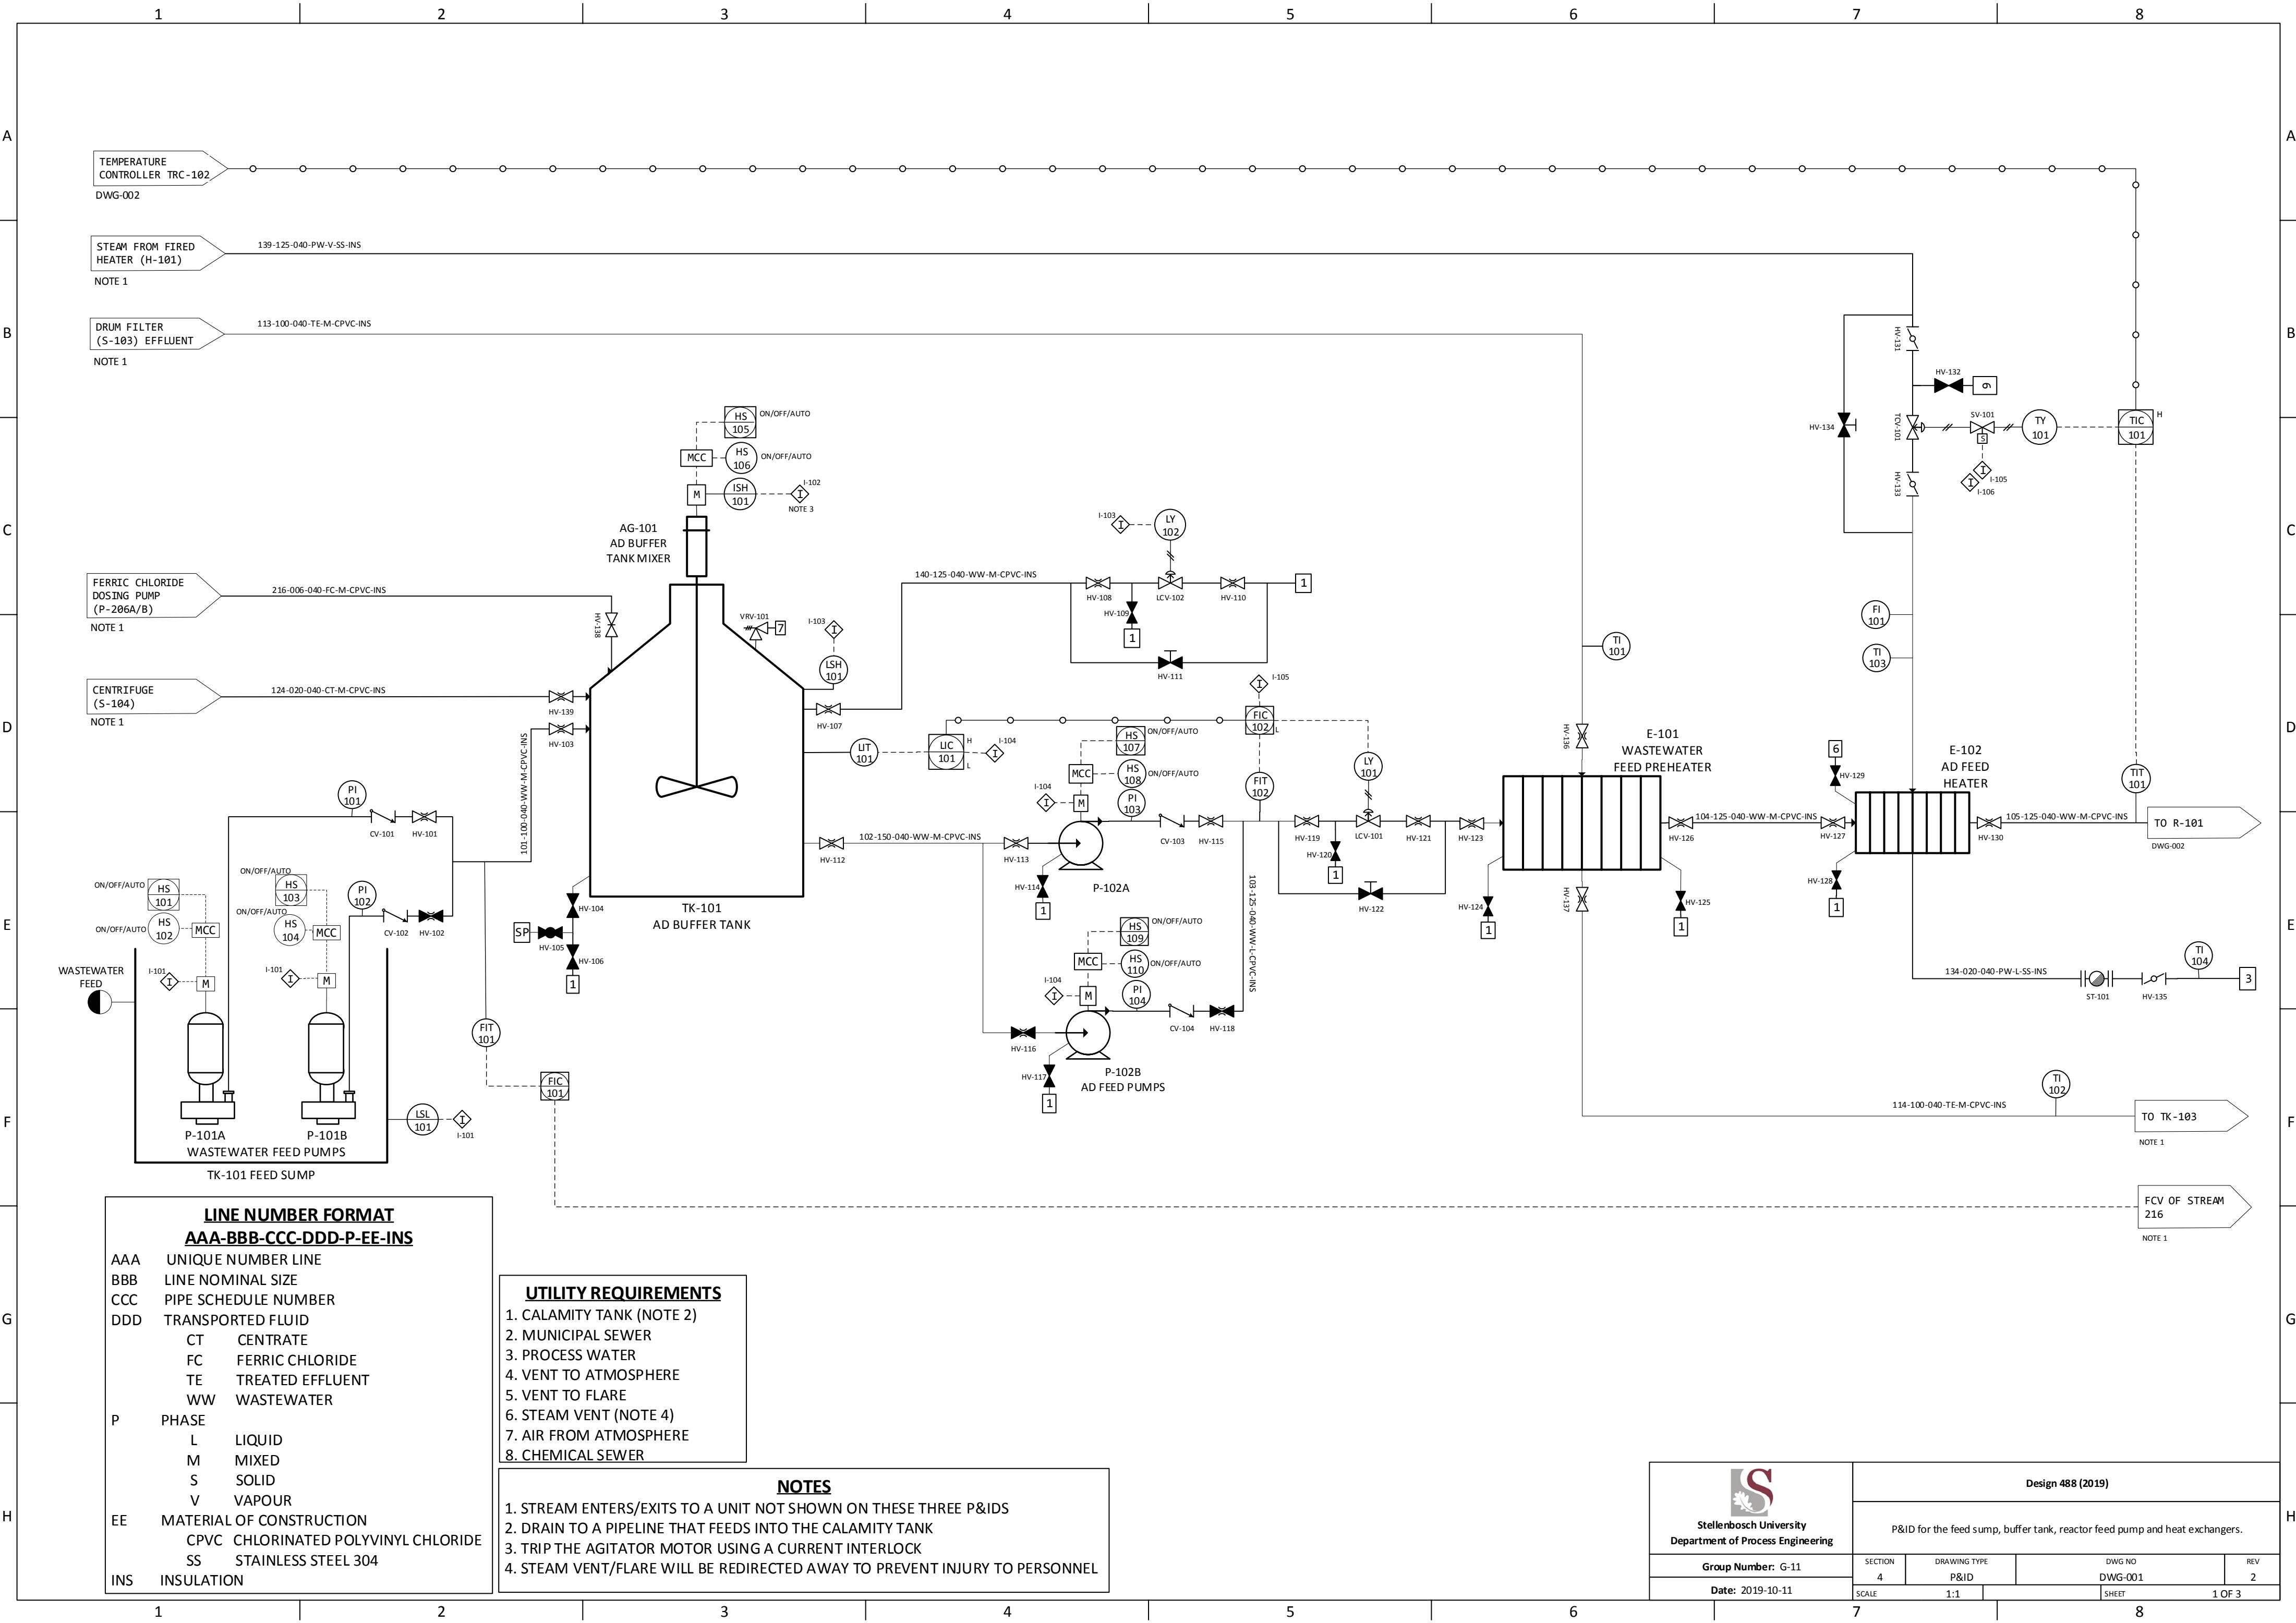 1 2 3 4 5 6 7 8
A A
TEMPERATURE
CONTROLLER TRC-102
DWG-002
STEAM FROM FIRED
HEATER (H-101)
NOTE 1
139-125-040-PW-V-SS-INS
B B
DRUM FILTER
(S-103) EFFLUENT
NOTE 1
113-100-040-TE-M-CPVC-INS
HV-131
HV-132
6
HV-134
TCV-101
SV-101
S
TY
101
TIC
101
H
HV-133
I
I-105
I
I-106
HS
105
ON/OFF/AUTO
MCC
HS
106
ON/OFF/AUTO
M
ISH
101
I
I-102
NOTE 3
C C
AG-101
AD BUFFER
TANK MIXER
I-103
I
LY
102
FERRIC CHLORIDE
DOSING PUMP
(P-206A/B)
NOTE 1
216-006-040-FC-M-CPVC-INS
HV-138
VRV-101
7
I-103
I
LSH
101
140-125-040-WW-M-CPVC-INS
HV-108
LCV-102
HV-110
1
HV-109
1
HV-111
FI
101
TI
103
TI
101
CENTRIFUGE
(S-104)
NOTE 1
124-020-040-CT-M-CPVC-INS
HV-139
HV-103
101-100-040-WW-M-CPVC-INS
HV-107
D D
LIT
101
LIC
101
H
L
I
I-104
I
I-105
FIC
102
L
HS
107
ON/OFF/AUTO
MCC
HS
108
ON/OFF/AUTO
I-104
I
M
PI
103
FIT
102
LY
101
HV-136
E-101
WASTEWATER
FEED PREHEATER
E-102
AD FEED
HEATER
6
HV-129
TIT
101
PI
101
CV-101
HV-101
102-150-040-WW-M-CPVC-INS
HV-112
HV-113
HV-114
1
P-102A
CV-103
HV-115
HV-119
LCV-101
HV-121
HV-120
1
HV-122
HV-123
HV-124
1
HV-126
HV-125
1
HV-137
104-125-040-WW-M-CPVC-INS
HV-127
HV-128
1
HV-130
105-125-040-WW-M-CPVC-INS
TO R-101
DWG-002
103-125-040-WW-L-CPVC-INS
E E
ON/OFF/AUTO
HS
101
ON/OFF/AUTO
HS
102
MCC
I-101
I
M
ON/OFF/AUTO
HS
103
ON/OFF/AUTO
HS
104
MCC
I-101
I
M
PI
102
CV-102
HV-102
WASTEWATER
FEED
SP
HV-104
HV-105
HV-106
1
TK-101
AD BUFFER TANK
HS
109
ON/OFF/AUTO
MCC
HS
110
ON/OFF/AUTO
I-104
I
M
PI
104
CV-104
HV-118
HV-116
HV-117
1
P-102B
AD FEED PUMPS
134-020-040-PW-L-SS-INS
ST-101
HV-135
TI
104
3
FIT
101
FIC
101
F F
LSL
101
I
I-101
P-101A
P-101B
WASTEWATER FEED PUMPS
TK-101 FEED SUMP
114-100-040-TE-M-CPVC-INS
TI
102
TO TK-103
NOTE 1
FCV OF STREAM
216
NOTE 1
LINE NUMBER FORMAT
AAA-BBB-CCC-DDD-P-EE-INS
AAA UNIQUE NUMBER LINE
BBB LINE NOMINAL SIZE
CCC PIPE SCHEDULE NUMBER
DDD TRANSPORTED FLUID
CT CENTRATE
FC FERRIC CHLORIDE
TE TREATED EFFLUENT
WW WASTEWATER
P PHASE
L LIQUID
M MIXED
S SOLID
V VAPOUR
EE MATERIAL OF CONSTRUCTION
CPVC CHLORINATED POLYVINYL CHLORIDE
SS STAINLESS STEEL 304
INS INSULATION
G G
UTILITY REQUIREMENTS
1. CALAMITY TANK (NOTE 2)
2. MUNICIPAL SEWER
3. PROCESS WATER
4. VENT TO ATMOSPHERE
5. VENT TO FLARE
6. STEAM VENT (NOTE 4)
7. AIR FROM ATMOSPHERE
8. CHEMICAL SEWER
NOTES
1. STREAM ENTERS/EXITS TO A UNIT NOT SHOWN ON THESE THREE P&IDS
2. DRAIN TO A PIPELINE THAT FEEDS INTO THE CALAMITY TANK
3. TRIP THE AGITATOR MOTOR USING A CURRENT INTERLOCK
4. STEAM VENT/FLARE WILL BE REDIRECTED AWAY TO PREVENT INJURY TO PERSONNEL
H H
S
Stellenbosch University
Department of Process Engineering
Group Number: G-11
Date: 2019-10-11
Design 488 (2019)
P&ID for the feed sump, buffer tank, reactor feed pump and heat exchangers.
SECTION DRAWING TYPE DWG NO REV
4 P&ID DWG-001 2
SCALE 1:1 SHEET 1 OF 3
1 2 3 4 5 6 7 8